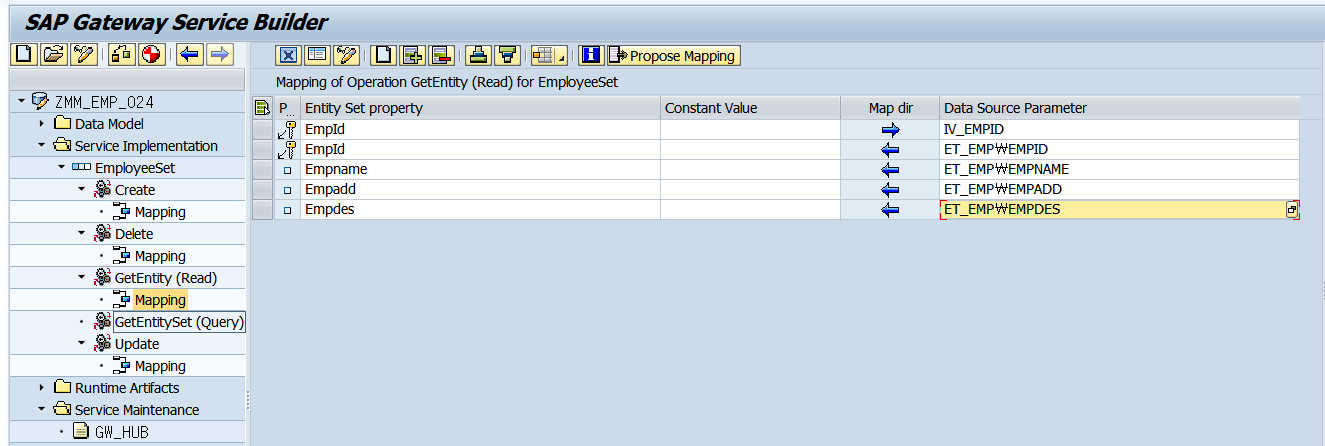 SAP Gateway Service Builder
Propose Mapping
Mapping of Operation GetEntity (Read) for EmployeeSet
P... Entity Set property Constant Value Map dir Data Source Parameter
EmpId IV_EMPID
EmpId ET_EMP₩EMPID
Empname ET_EMP₩EMPNAME
Empadd ET_EMP₩EMPADD
Empdes ET_EMP₩EMPDES
ZMM_EMP_024
Data Model
Service Implementation
EmployeeSet
Create
Mapping
Delete
Mapping
GetEntity (Read)
Mapping
GetEntitySet (Query)
Update
Mapping
Runtime Artifacts
Service Maintenance
GW_HUB